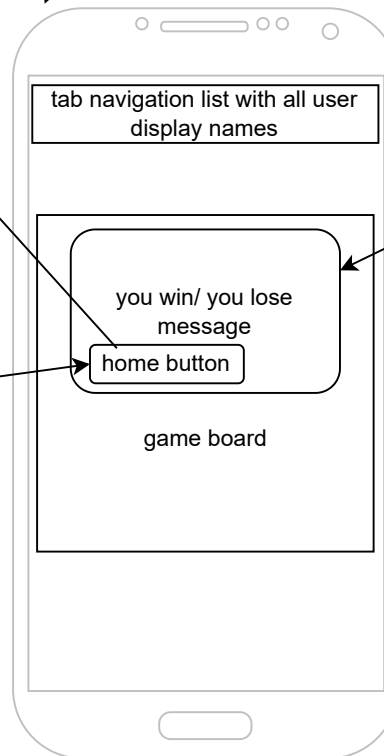 tab navigation list with all user
display names
you win/ you lose
message
home button
game board